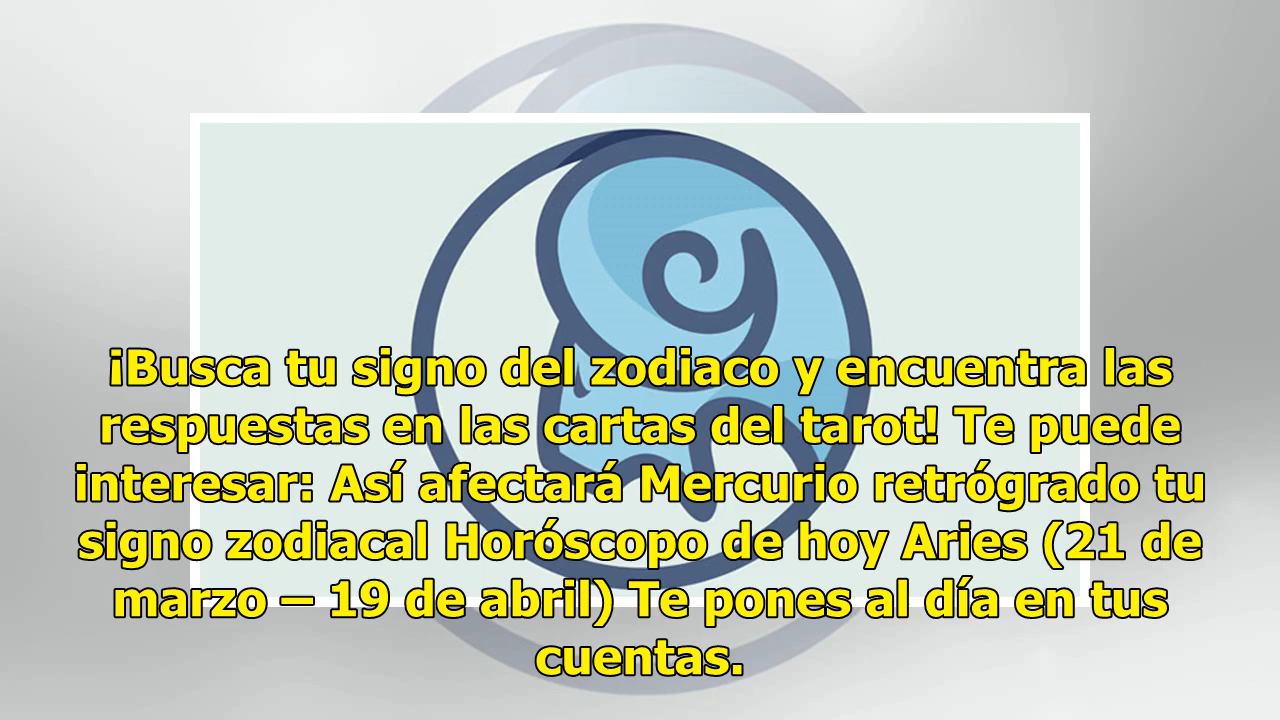 ¡Busca tu signo del zodiaco y encuentra las
respuestas en las cartas del tarot! Te puede
interesar: Así afectará Mercurio retrógrado tu
signo zodiacal Horóscopo de hoy Aries (21 de
marzo – 19 de abril) Te pones al día en tus
cuentas.